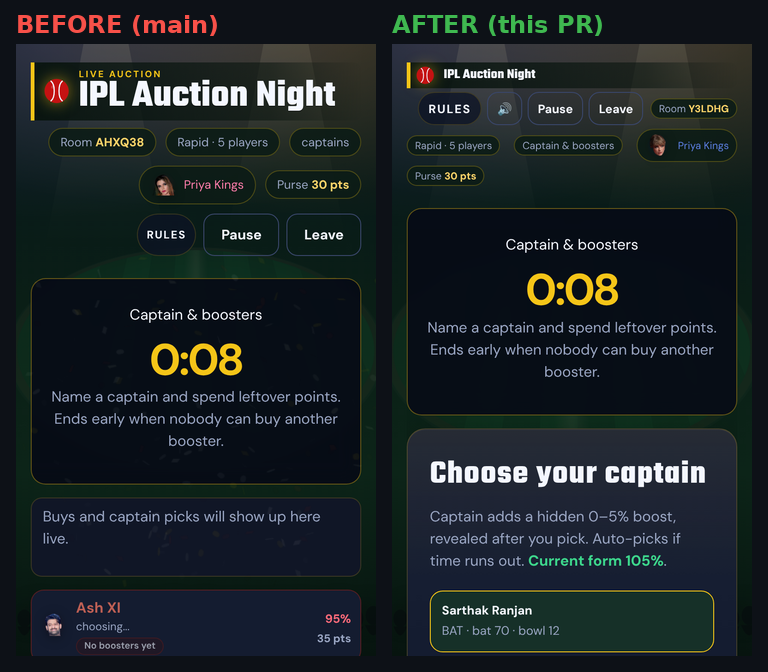 BEFORE (main)
LIVE AUCTION
IPL Auction Night
Room AHXQ38
Rapid · 5 players
captains
Priya Kings
Purse 30 pts
RULES
Pause
Leave
Captain & boosters
0:08
Name a captain and spend leftover points.
Ends early when nobody can buy another
booster.
Buys and captain picks will show up here
live.
Ash XI
choosing...
No boosters yet
95%
35 pts
AFTER (this PR)
IPL Auction Night
RULES
Pause
Leave
Room Y3LDHG
Rapid · 5 players
Captain & boosters
Priya Kings
Purse 30 pts
Captain & boosters
0:08
Name a captain and spend leftover points.
Ends early when nobody can buy another
booster.
Choose your captain
Captain adds a hidden 0–5% boost,
revealed after you pick. Auto-picks if
time runs out. Current form 105%.
Sarthak Ranjan
BAT · bat 70 · bowl 12